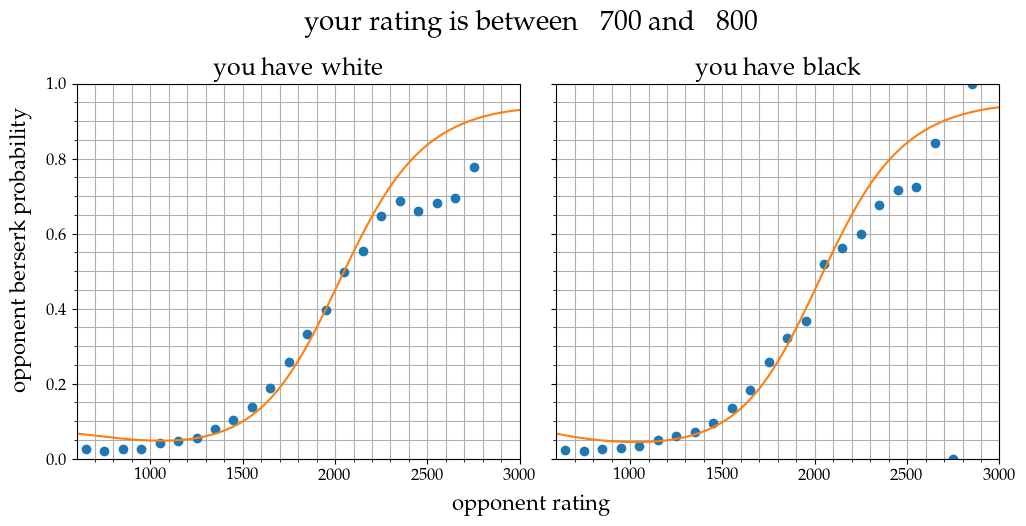 your rating is between 700 and 800
you have white
you have black
opponent berserk probability
1.0
0.8
0.6
0.4
0.2
0.0
1000 1500 2000 2500 3000
1000 1500 2000 2500 3000
opponent rating